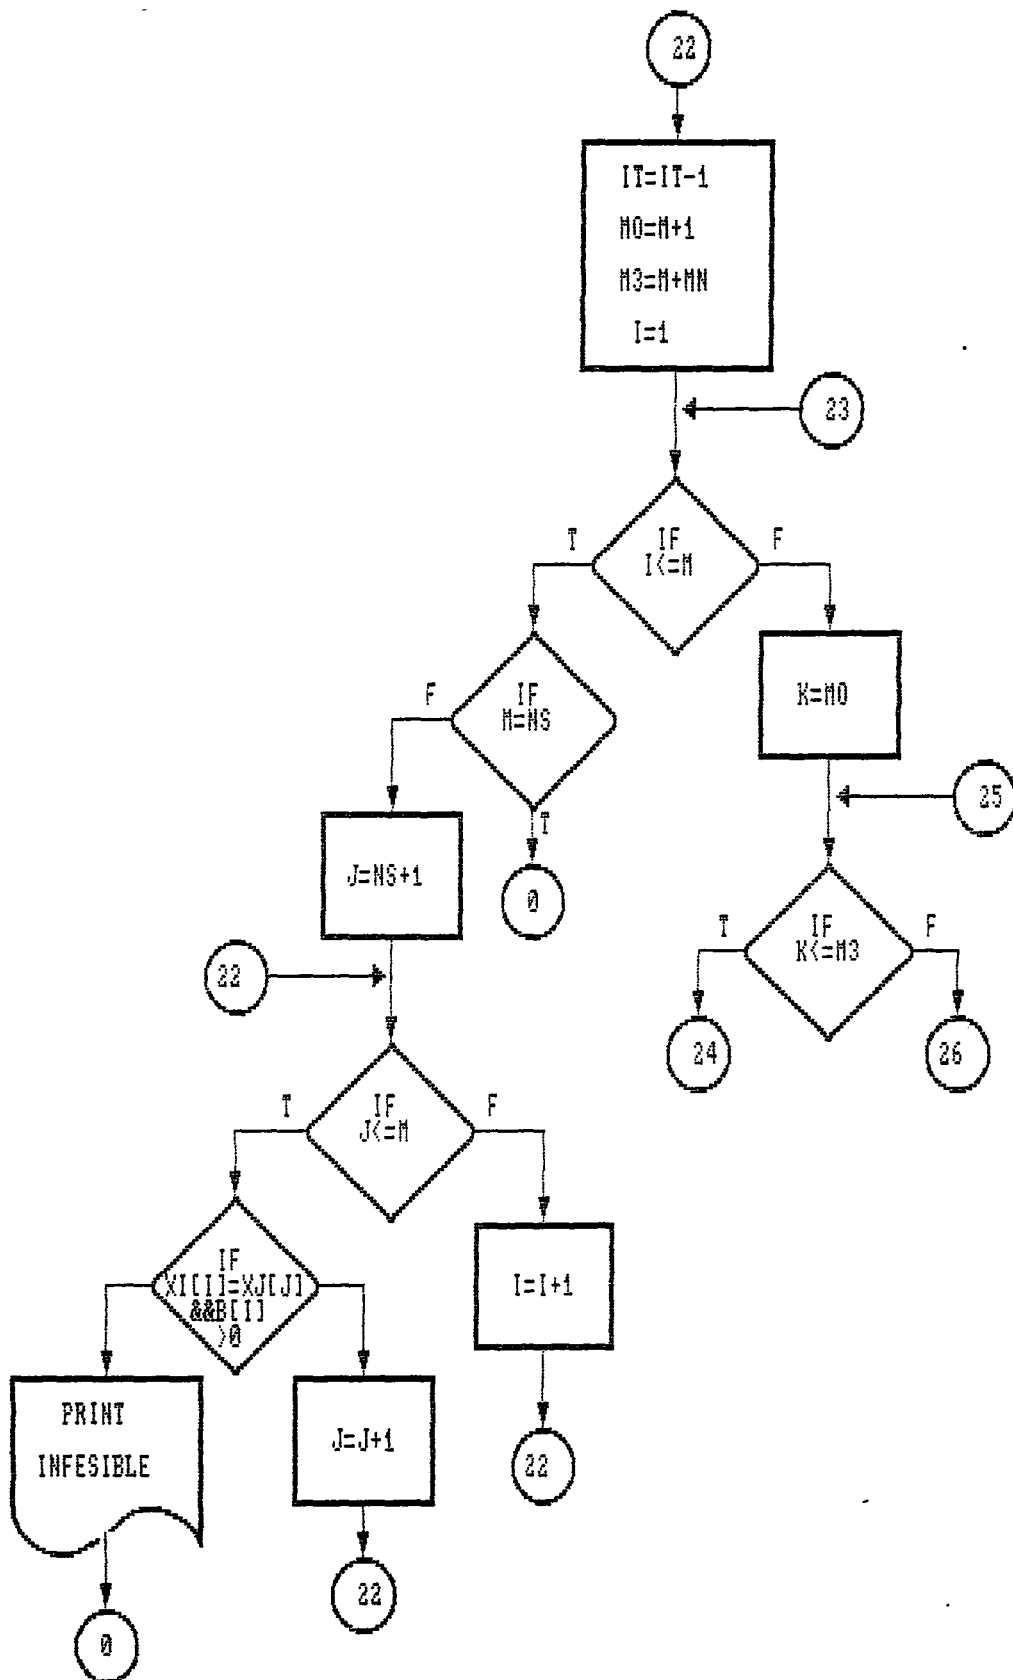 22
IT=IT-1
M0=M+1
M3=M+MN
I=1
23
T
IF
I<=M
F
F
IF
M=NS
T
K=M0
25
J=NS+1
0
T
IF
K<=M3
F
22
24
26
T
IF
J<=M
F
IF
XI[I]=XJ[J]
&&B[I]
>0
I=I+1
PRINT
INFESIBLE
J=J+1
22
22
0